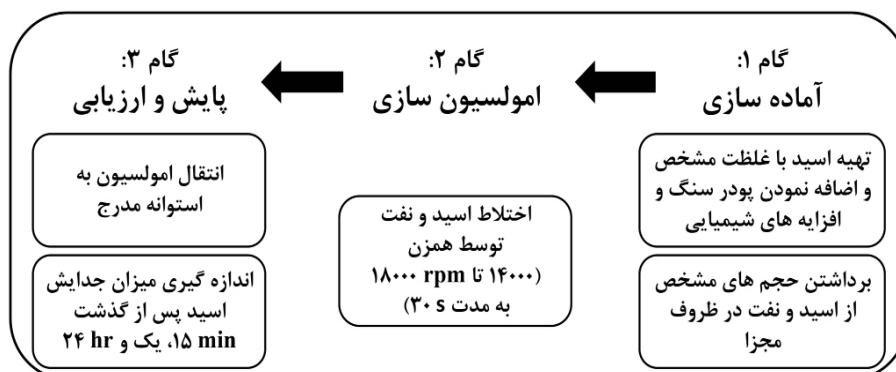 گام ۱:
آماده سازی
تهیه اسید با غلظت مشخص
و اضافه نمودن پودر سنگ و
افزایه های شیمیایی
برداشتن حجم های مشخص
از اسید و نفت در ظروف
مجزا
گام ۲:
امولسیون سازی
اختلاط اسید و نفت
توسط همزن
(۱۴۰۰۰ تا ۱۸۰۰۰ rpm
به مدت ۳۰ s)
گام ۳:
پایش و ارزیابی
انتقال امولسیون به
استوانه مدرج
اندازه گیری میزان جدایش
اسید پس از گذشت
۱۵ min، یک و ۲۴ hr